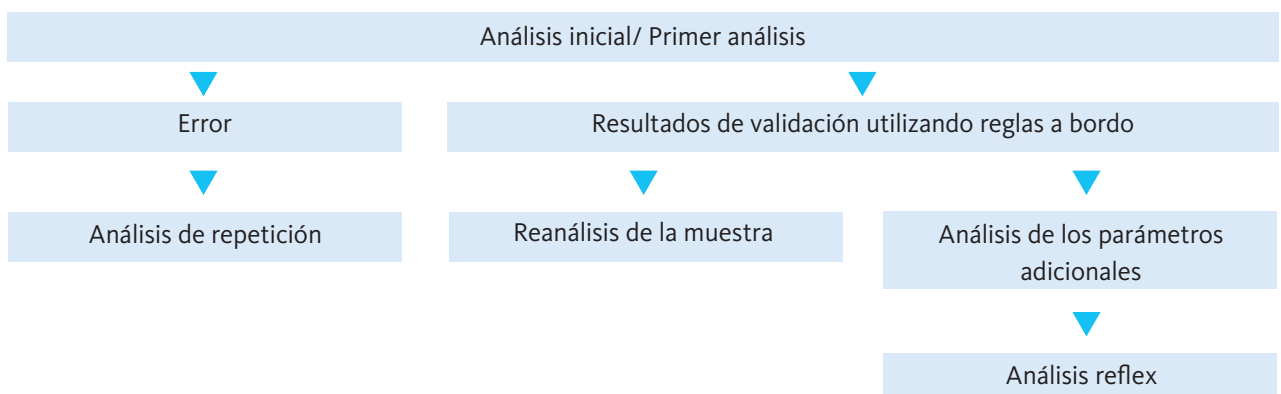 Análisis inicial/ Primer análisis
Error
Resultados de validación utilizando reglas a bordo
Análisis de repetición
Reanálisis de la muestra
Análisis de los parámetros
adicionales
Análisis reflex